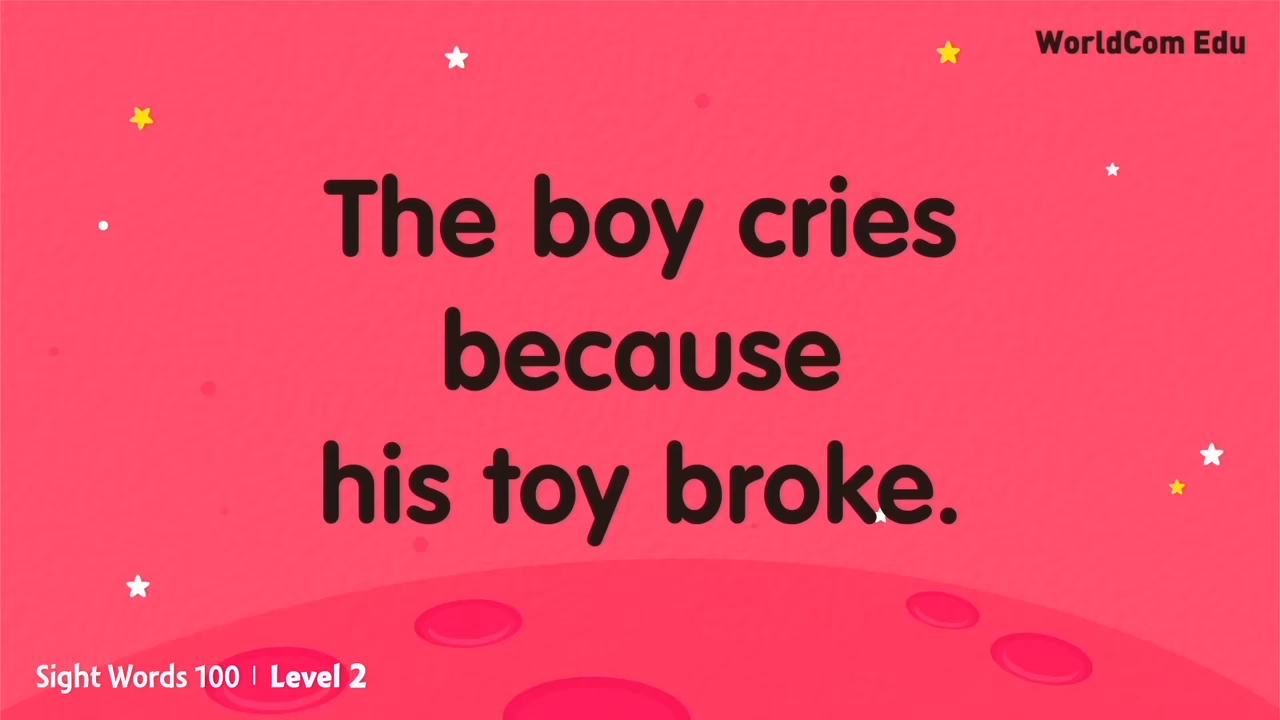 WorldCom Edu
The boy cries
because
his toy broke.
Sight Words 100 | Level 2